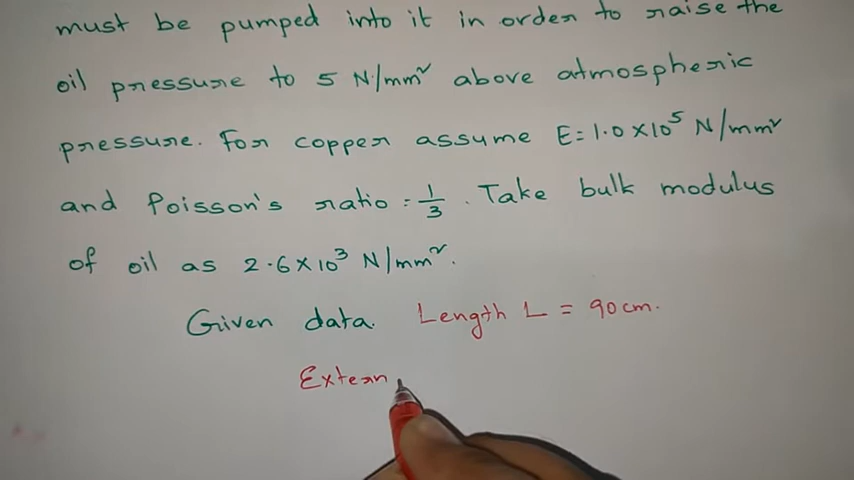 must be pumped into it in order to raise the
oil pressure to 5 N/mm² above atmospheric
pressure. For copper assume E=1.0×10⁵ N/mm²
and Poisson's ratio = 1/3. Take bulk modulus
of oil as 2.6×10³ N/mm².
Given data. Length L = 90cm.
Extern